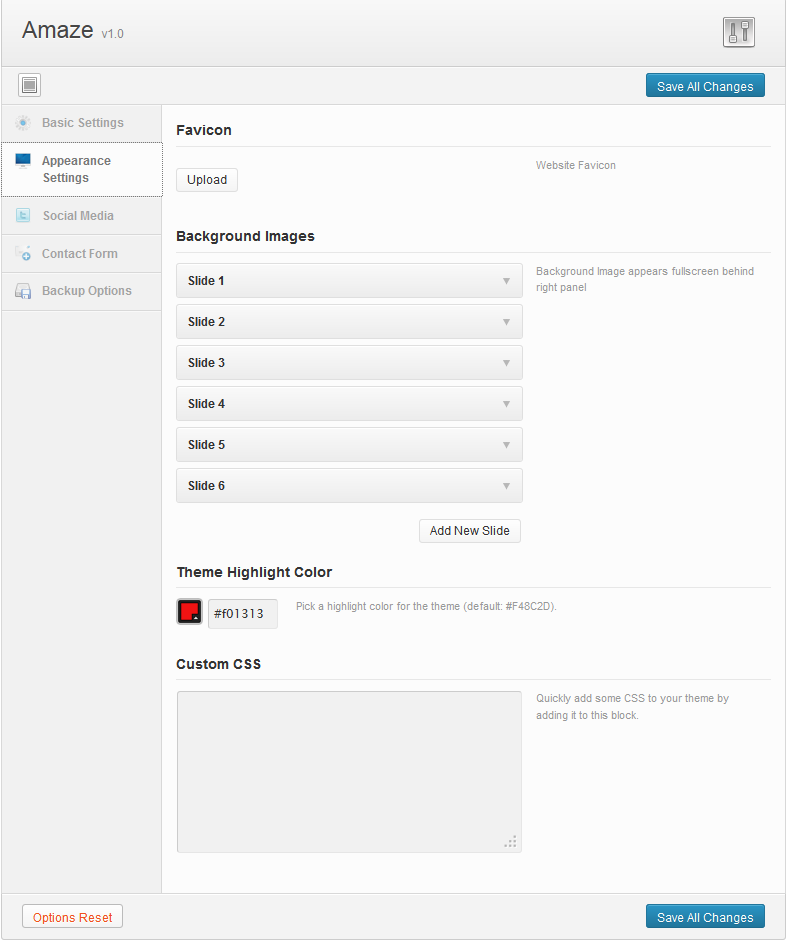 Amaze v1.0
Save All Changes
Basic Settings
Appearance
Settings
Social Media
Contact Form
Backup Options
Favicon
Upload
Website Favicon
Background Images
Slide 1
Slide 2
Slide 3
Slide 4
Slide 5
Slide 6
Background Image appears fullscreen behind
right panel
Add New Slide
Theme Highlight Color
#f01313
Pick a highlight color for the theme (default: #F48C2D).
Custom CSS
Quickly add some CSS to your theme by
adding it to this block.
Options Reset
Save All Changes